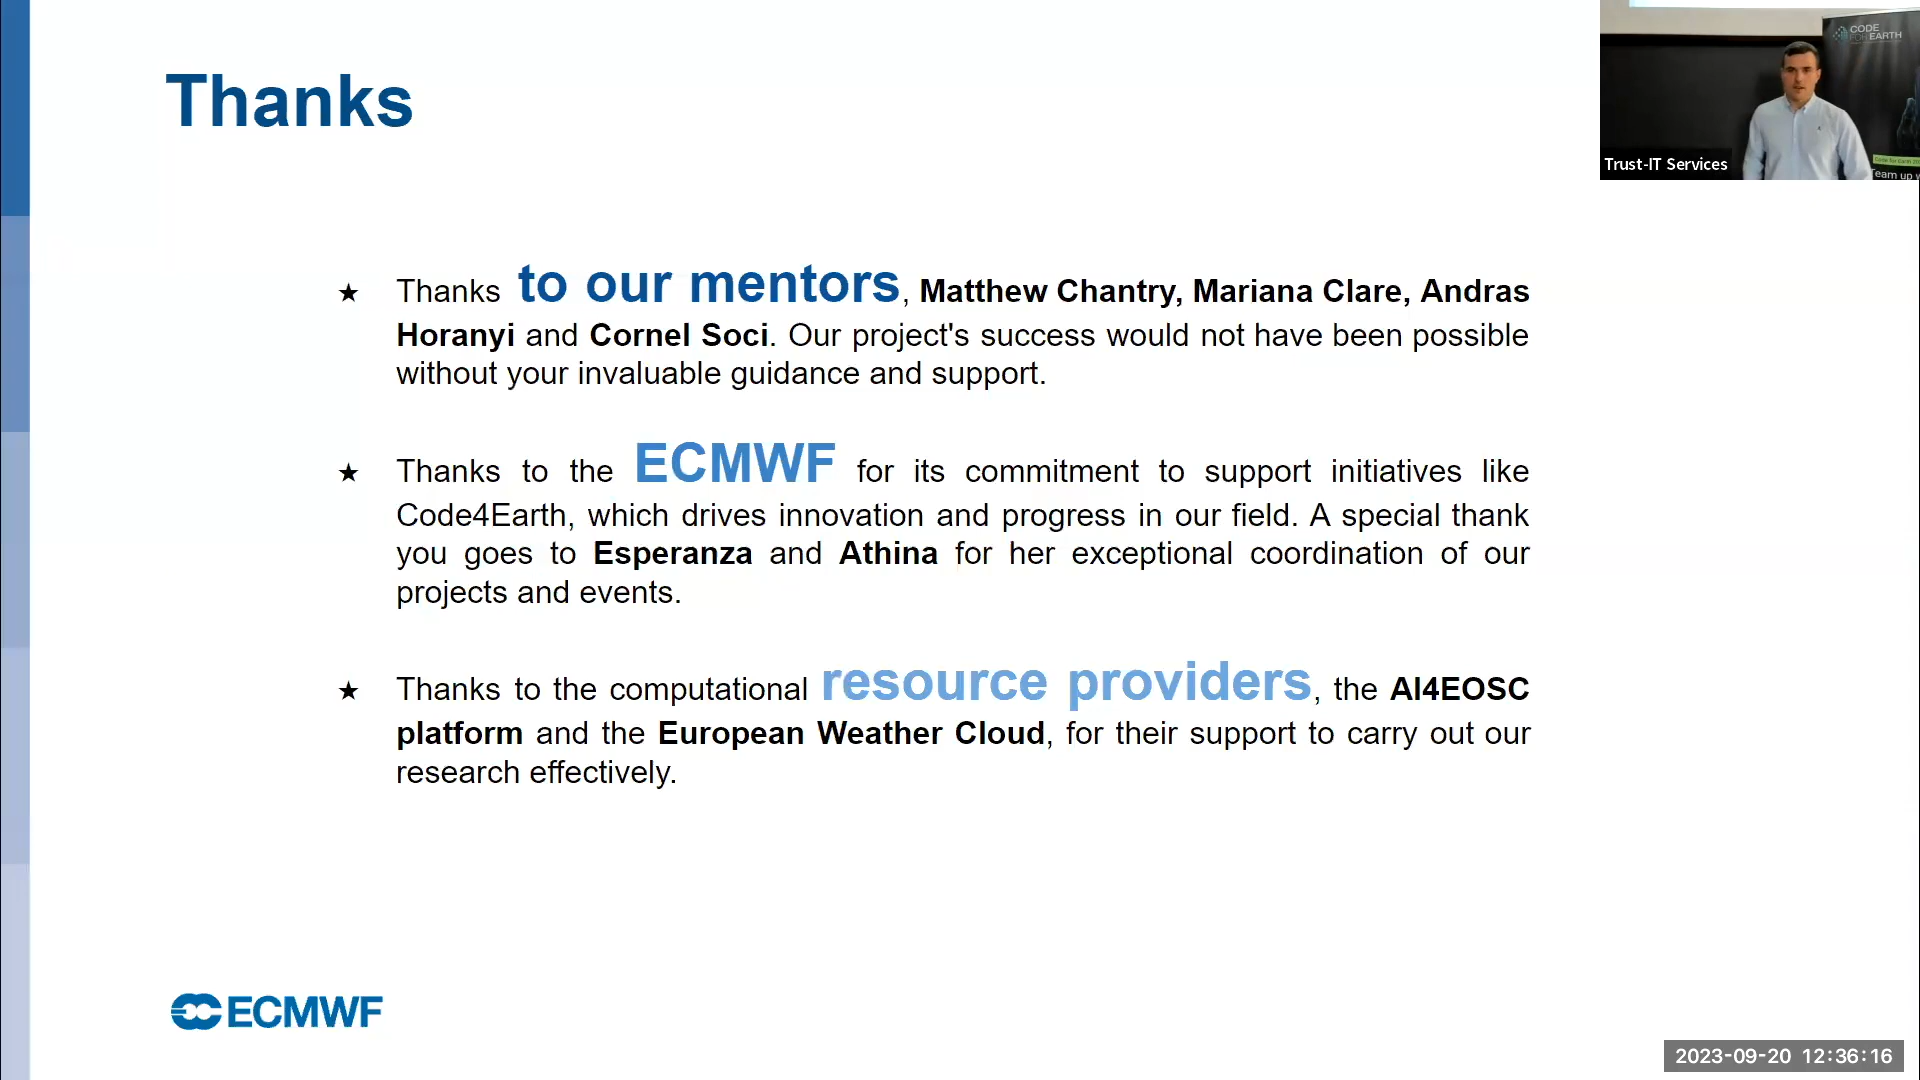 Thanks
★ Thanks to our mentors, Matthew Chantry, Mariana Clare, Andras
Horanyi and Cornel Soci. Our project's success would not have been possible
without your invaluable guidance and support.
★ Thanks to the ECMWF for its commitment to support initiatives like
Code4Earth, which drives innovation and progress in our field. A special thank
you goes to Esperanza and Athina for her exceptional coordination of our
projects and events.
★ Thanks to the computational resource providers, the AI4EOSC
platform and the European Weather Cloud, for their support to carry out our
research effectively.
ECMWF
CODE
FOR EARTH
Team up
Trust-IT Services
2023-09-20 12:36:16